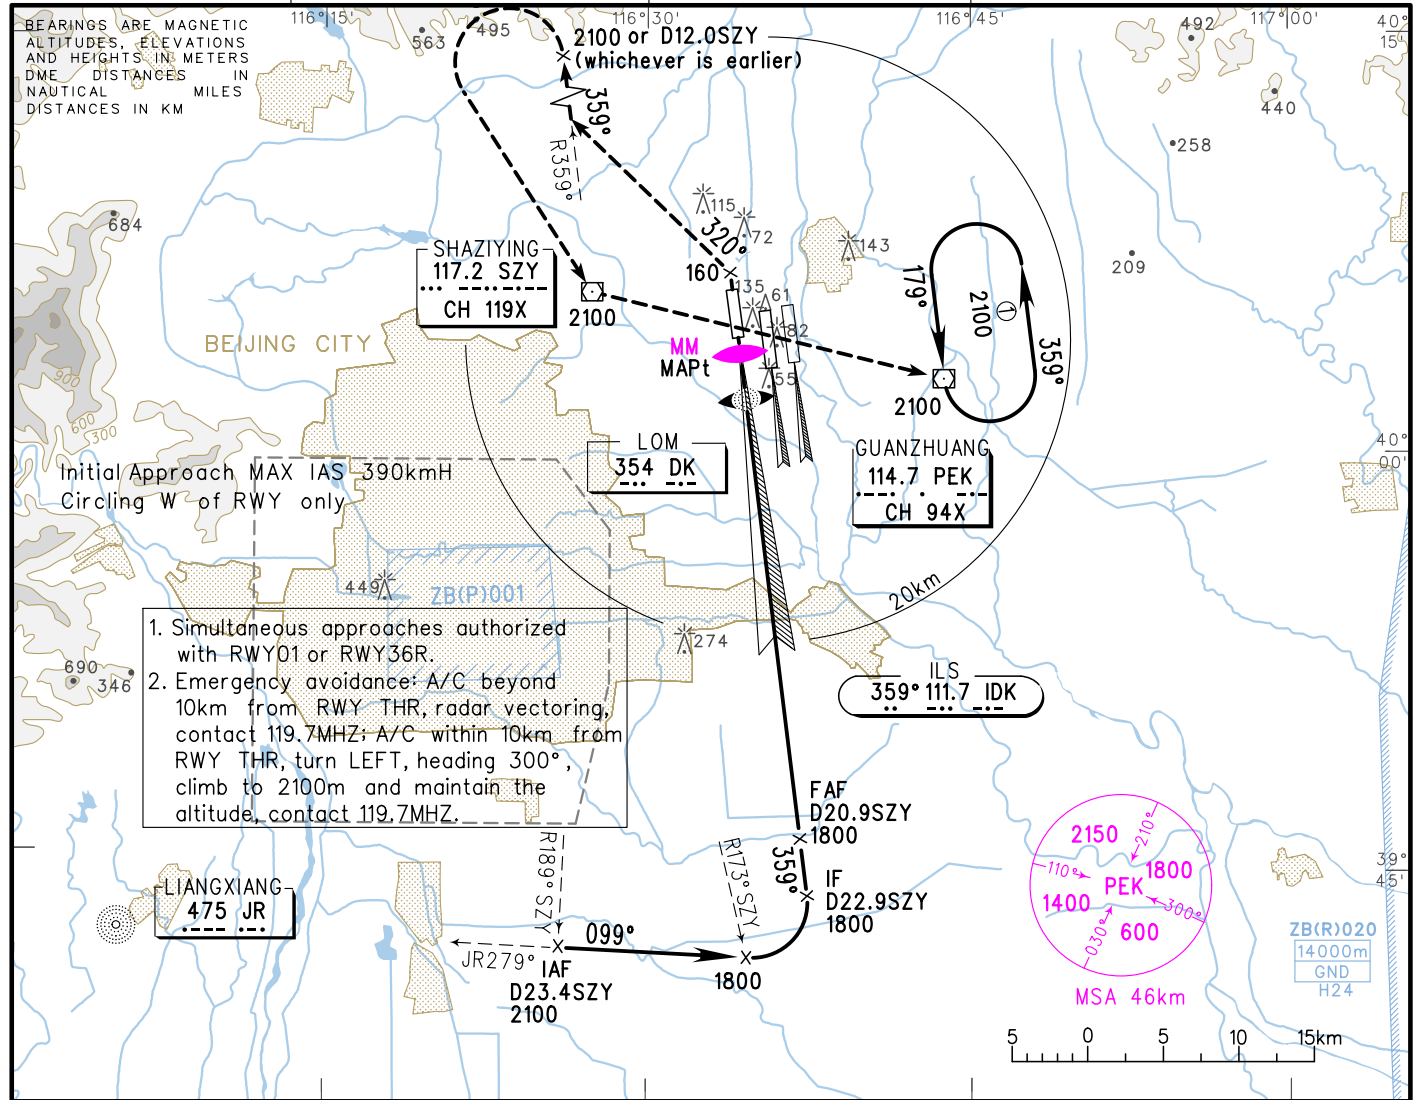 116°15'
116°30'
116°45'
117°00'
40°
15'
BEARINGS ARE MAGNETIC
ALTITUDES, ELEVATIONS
AND HEIGHTS IN METERS
DME DISTANCES IN
NAUTICAL MILES
DISTANCES IN KM
563
495
492
440
258
209
684
2100 or D12.0SZY
(whichever is earlier)
359°
R359°
115
320°
72
143
160
135
61
82
55
SHAZIYING
117.2 SZY
CH 119X
2100
BEIJING CITY
900
600
300
MM
MAPt
179°
2100
1
359°
2100
LOM
354 DK
GUANZHUANG
114.7 PEK
CH 94X
40°
00'
Initial Approach MAX IAS 390kmH
Circling W of RWY only
449
ZB(P)001
20km
274
690
346
1. Simultaneous approaches authorized
with RWY01 or RWY36R.
2. Emergency avoidance: A/C beyond
10km from RWY THR, radar vectoring,
contact 119.7MHZ; A/C within 10km from
RWY THR, turn LEFT, heading 300°,
climb to 2100m and maintain the
altitude, contact 119.7MHZ.
ILS
359° 111.7 IDK
FAF
D20.9SZY
1800
359°
IF
D22.9SZY
1800
R189° SZY
R173° SZY
LIANGXIANG
475 JR
JR279°
099°
IAF
D23.4SZY
2100
1800
2150
210°
110°
1800
PEK
1400
300°
030°
600
MSA 46km
39°
45'
ZB(R)020
14000m
GND
H24
5 0 5 10 15km